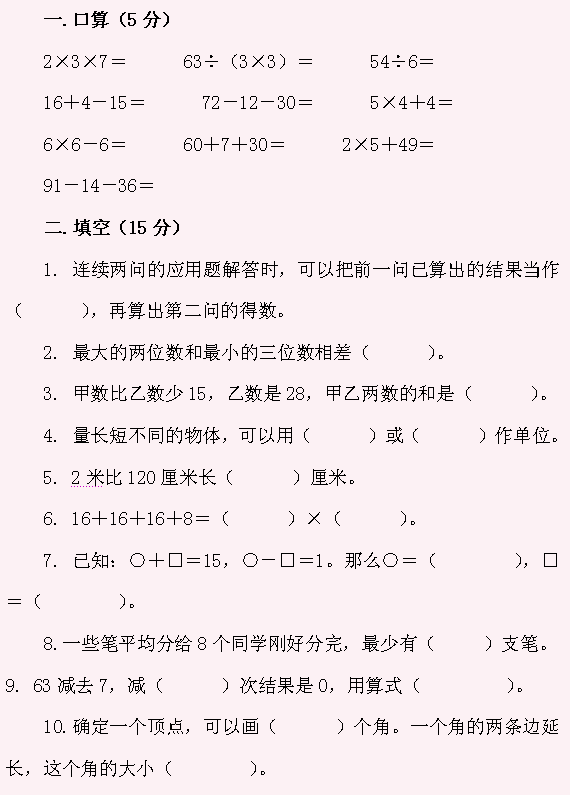 一.口算（5 分）
2×3×7＝ 63÷（3×3）＝ 54÷6＝
16＋4－15＝ 72－12－30＝ 5×4＋4＝
6×6－6＝ 60＋7＋30＝ 2×5＋49＝
91－14－36＝
二.填空（15 分）
1. 连续两问的应用题解答时，可以把前一问已算出的结果当作
（ ），再算出第二问的得数。
2. 最大的两位数和最小的三位数相差（ ）。
3. 甲数比乙数少 15，乙数是 28，甲乙两数的和是（ ）。
4. 量长短不同的物体，可以用（ ）或（ ）作单位。
5. 2 米比 120 厘米长（ ）厘米。
6. 16＋16＋16＋8＝（ ）×（ ）。
7. 已知：○＋□＝15，○－□＝1。那么○＝（ ），□
＝（ ）。
8.一些笔平均分给 8 个同学刚好分完，最少有（ ）支笔。
9. 63 减去 7，减（ ）次结果是 0，用算式（ ）。
10.确定一个顶点，可以画（ ）个角。一个角的两条边延
长，这个角的大小（ ）。